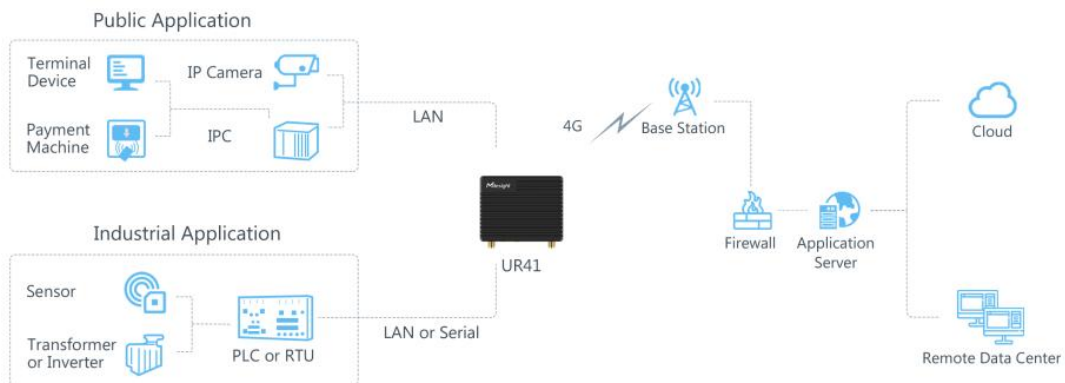 Public Application
Terminal
Device
IP Camera
Payment
Machine
IPC
LAN
4G
Base Station
Cloud
Milesight
UR41
Firewall
Application
Server
Industrial Application
Sensor
Transformer
or Inverter
PLC or RTU
LAN or Serial
Remote Data Center